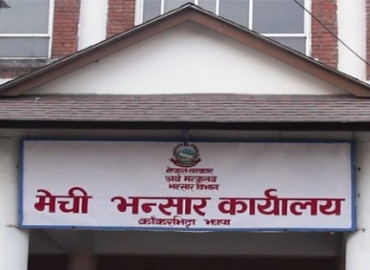 नेपाल सरकार
अर्थ मन्त्रालय
भन्सार विभाग
मेची भन्सार कार्यालय
काँकरभिट्टा झापा